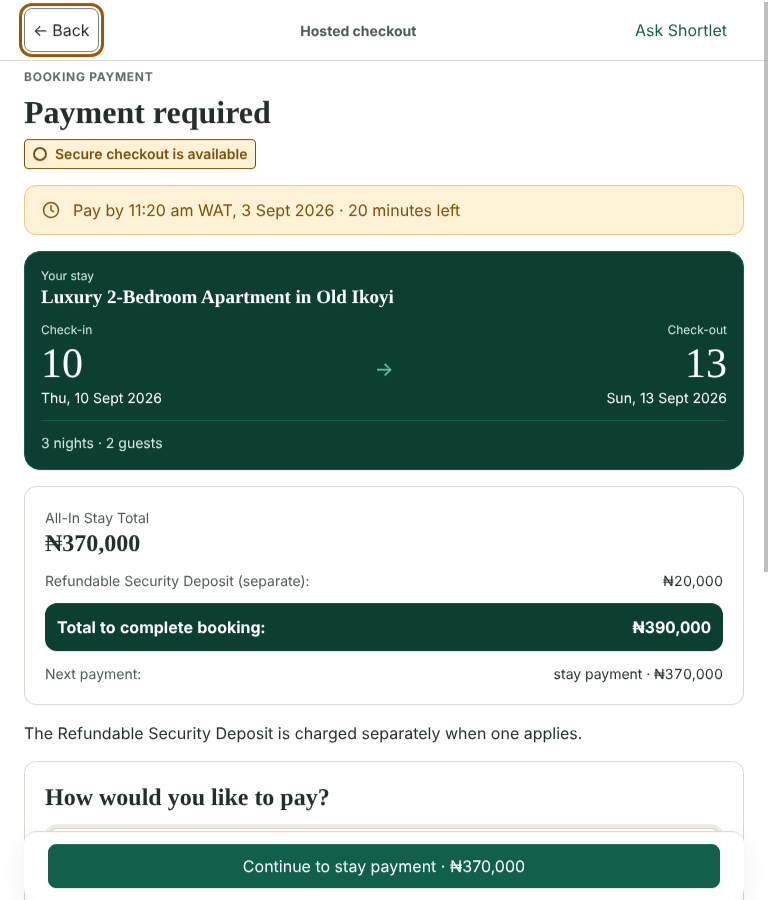 ← Back
Hosted checkout
Ask Shortlet
BOOKING PAYMENT
Payment required
Secure checkout is available
Pay by 11:20 am WAT, 3 Sept 2026 · 20 minutes left
Your stay
Luxury 2-Bedroom Apartment in Old Ikoyi
Check-in
Check-out
10
→
13
Thu, 10 Sept 2026
Sun, 13 Sept 2026
3 nights · 2 guests
All-In Stay Total
₦370,000
Refundable Security Deposit (separate):
₦20,000
Total to complete booking:
₦390,000
Next payment:
stay payment · ₦370,000
The Refundable Security Deposit is charged separately when one applies.
How would you like to pay?
Continue to stay payment · ₦370,000